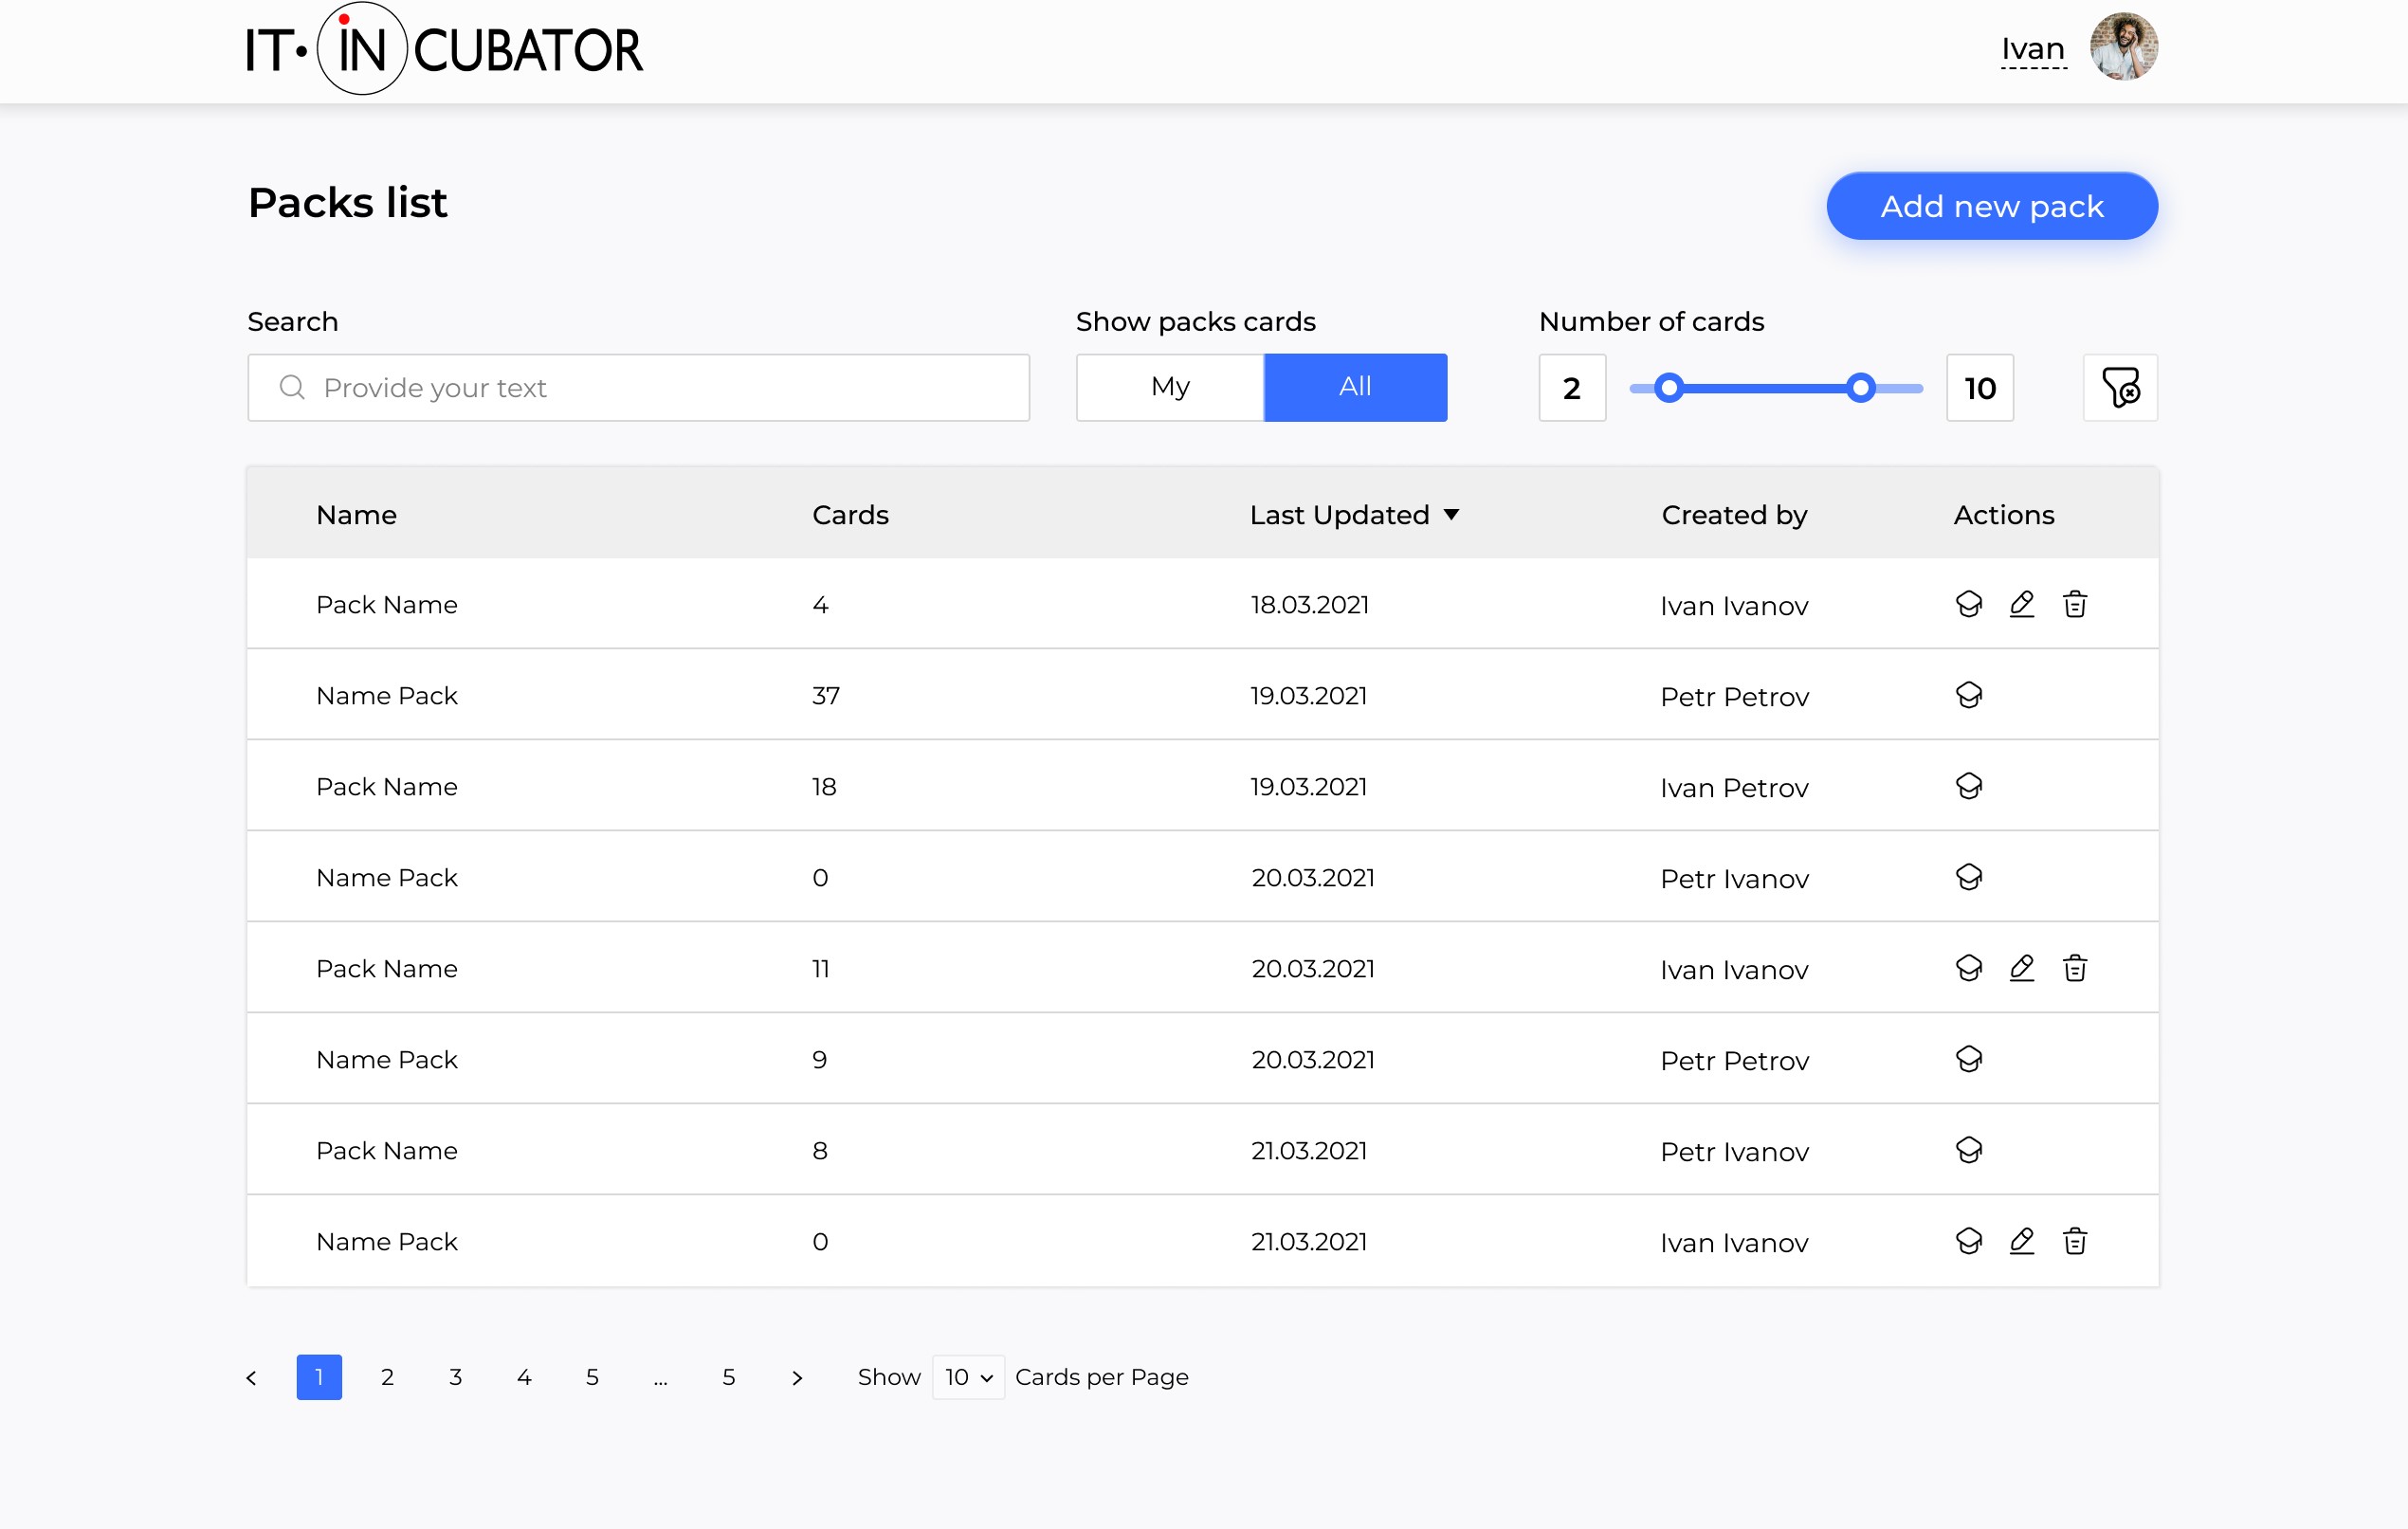 IT·INCUBATOR
Ivan
Packs list
Add new pack
Search
Show packs cards
Number of cards
Provide your text
My
All
2
10
Name Cards Last Updated Created by Actions
Pack Name 4 18.03.2021 Ivan Ivanov
Name Pack 37 19.03.2021 Petr Petrov
Pack Name 18 19.03.2021 Ivan Petrov
Name Pack 0 20.03.2021 Petr Ivanov
Pack Name 11 20.03.2021 Ivan Ivanov
Name Pack 9 20.03.2021 Petr Petrov
Pack Name 8 21.03.2021 Petr Ivanov
Name Pack 0 21.03.2021 Ivan Ivanov
< 1 2 3 4 5 ... 5 > Show 10 Cards per Page